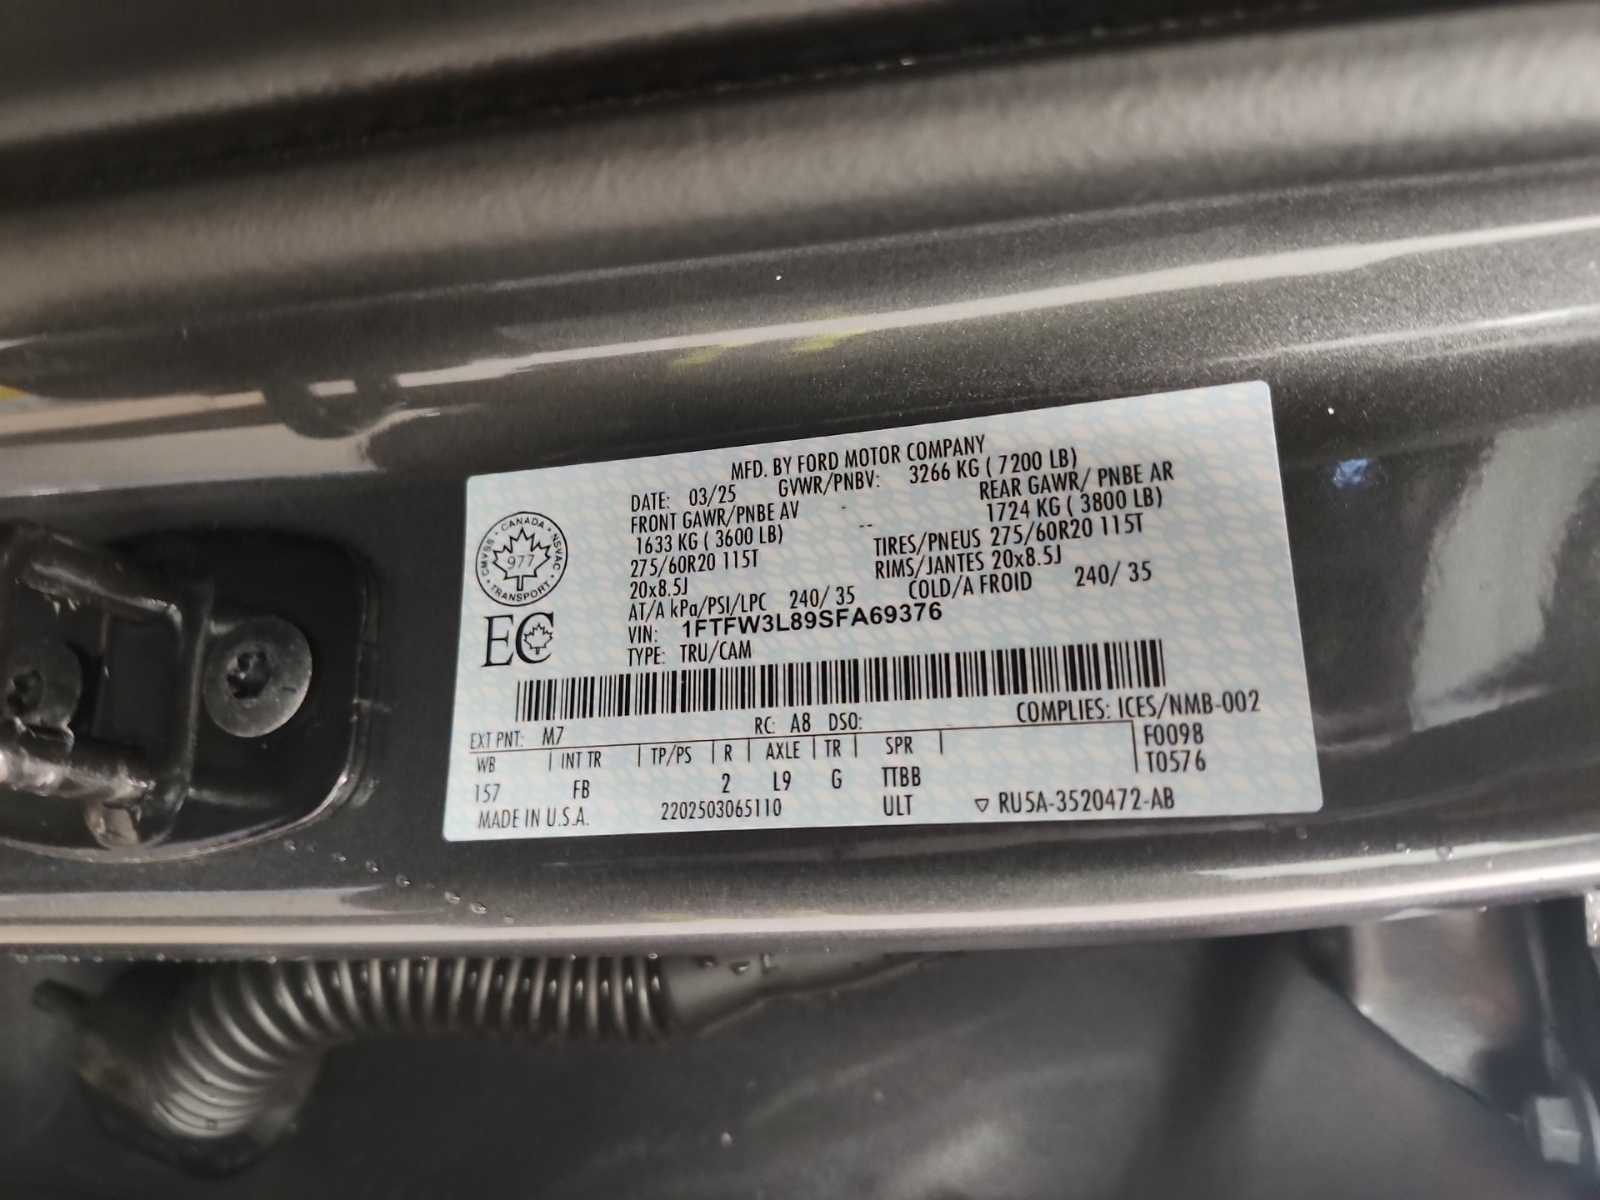 MFD. BY FORD MOTOR COMPANY
DATE: 03/25 GVWR/PNBV: 3266 KG ( 7200 LB)
FRONT GAWR/PNBE AV REAR GAWR/ PNBE AR
1633 KG ( 3600 LB) 1724 KG ( 3800 LB)
275/60R20 115T TIRES/PNEUS 275/60R20 115T
20x8.5J RIMS/JANTES 20x8.5J
AT/A kPa/PSI/LPC 240/ 35 COLD/A FROID 240/ 35
VIN: 1FTFW3L89SFA69376
TYPE: TRU/CAM
CANADA
CMVSS 977 NSVAC
TRANSPORT
EC
EXT PNT: M7 RC: A8 DSO: COMPLIES: ICES/NMB-002
WB INT TR TP/PS R AXLE TR SPR F0098
157 FB 2 L9 G TTBB T0576
MADE IN U.S.A. 2202503065110 ULT ▽ RU5A-3520472-AB